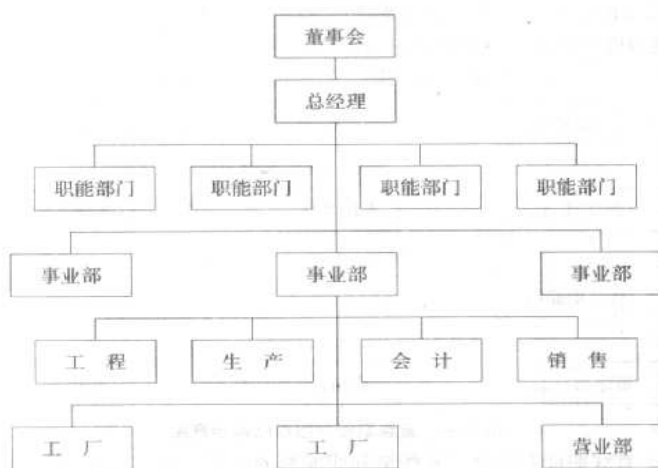 董事会
总经理
职能部门 职能部门 职能部门 职能部门
事业部 事业部 事业部
工 程 生 产 会 计 销 售
工 厂 工 厂 营业部